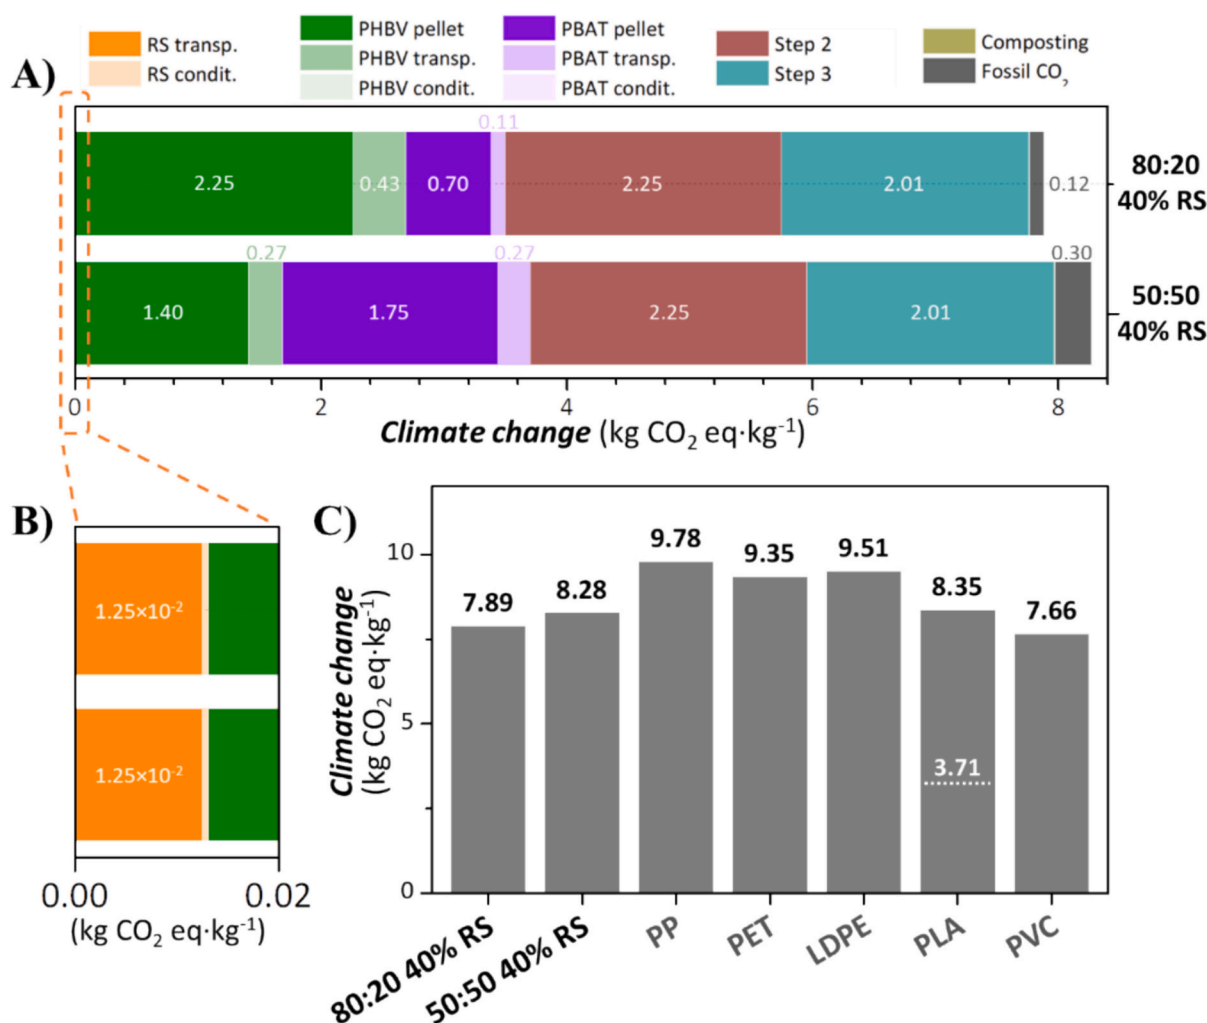 RS transp.
RS condit.
PHBV pellet
PHBV transp.
PHBV condit.
PBAT pellet
PBAT transp.
PBAT condit.
Step 2
Step 3
Composting
Fossil CO₂
A)
0.11
2.25
0.43
0.70
2.25
2.01
0.12
80:20
40% RS
0.27
0.27
0.30
1.40
1.75
2.25
2.01
50:50
40% RS
0
2
4
6
8
Climate change (kg CO₂ eq·kg⁻¹)
B)
1.25×10⁻²
1.25×10⁻²
0.00
0.02
(kg CO₂ eq·kg⁻¹)
C)
Climate change
(kg CO₂ eq·kg⁻¹)
10
5
0
7.89
8.28
9.78
9.35
9.51
8.35
7.66
3.71
80:20 40% RS
50:50 40% RS
PP
PET
LDPE
PLA
PVC